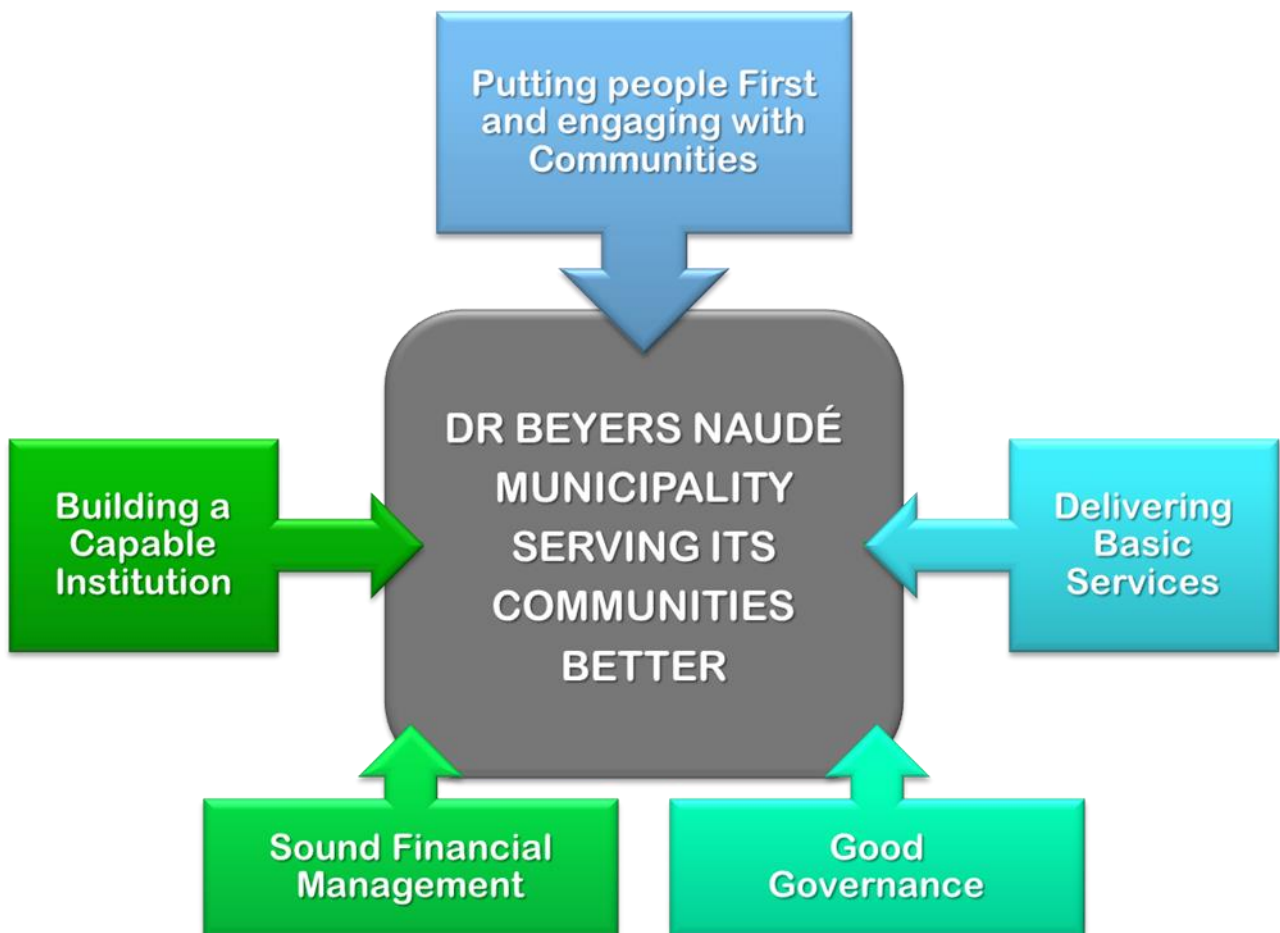 Putting people First
and engaging with
Communities
DR BEYERS NAUDÉ
MUNICIPALITY
SERVING ITS
COMMUNITIES
BETTER
Building a
Capable
Institution
Delivering
Basic
Services
Sound Financial
Management
Good
Governance